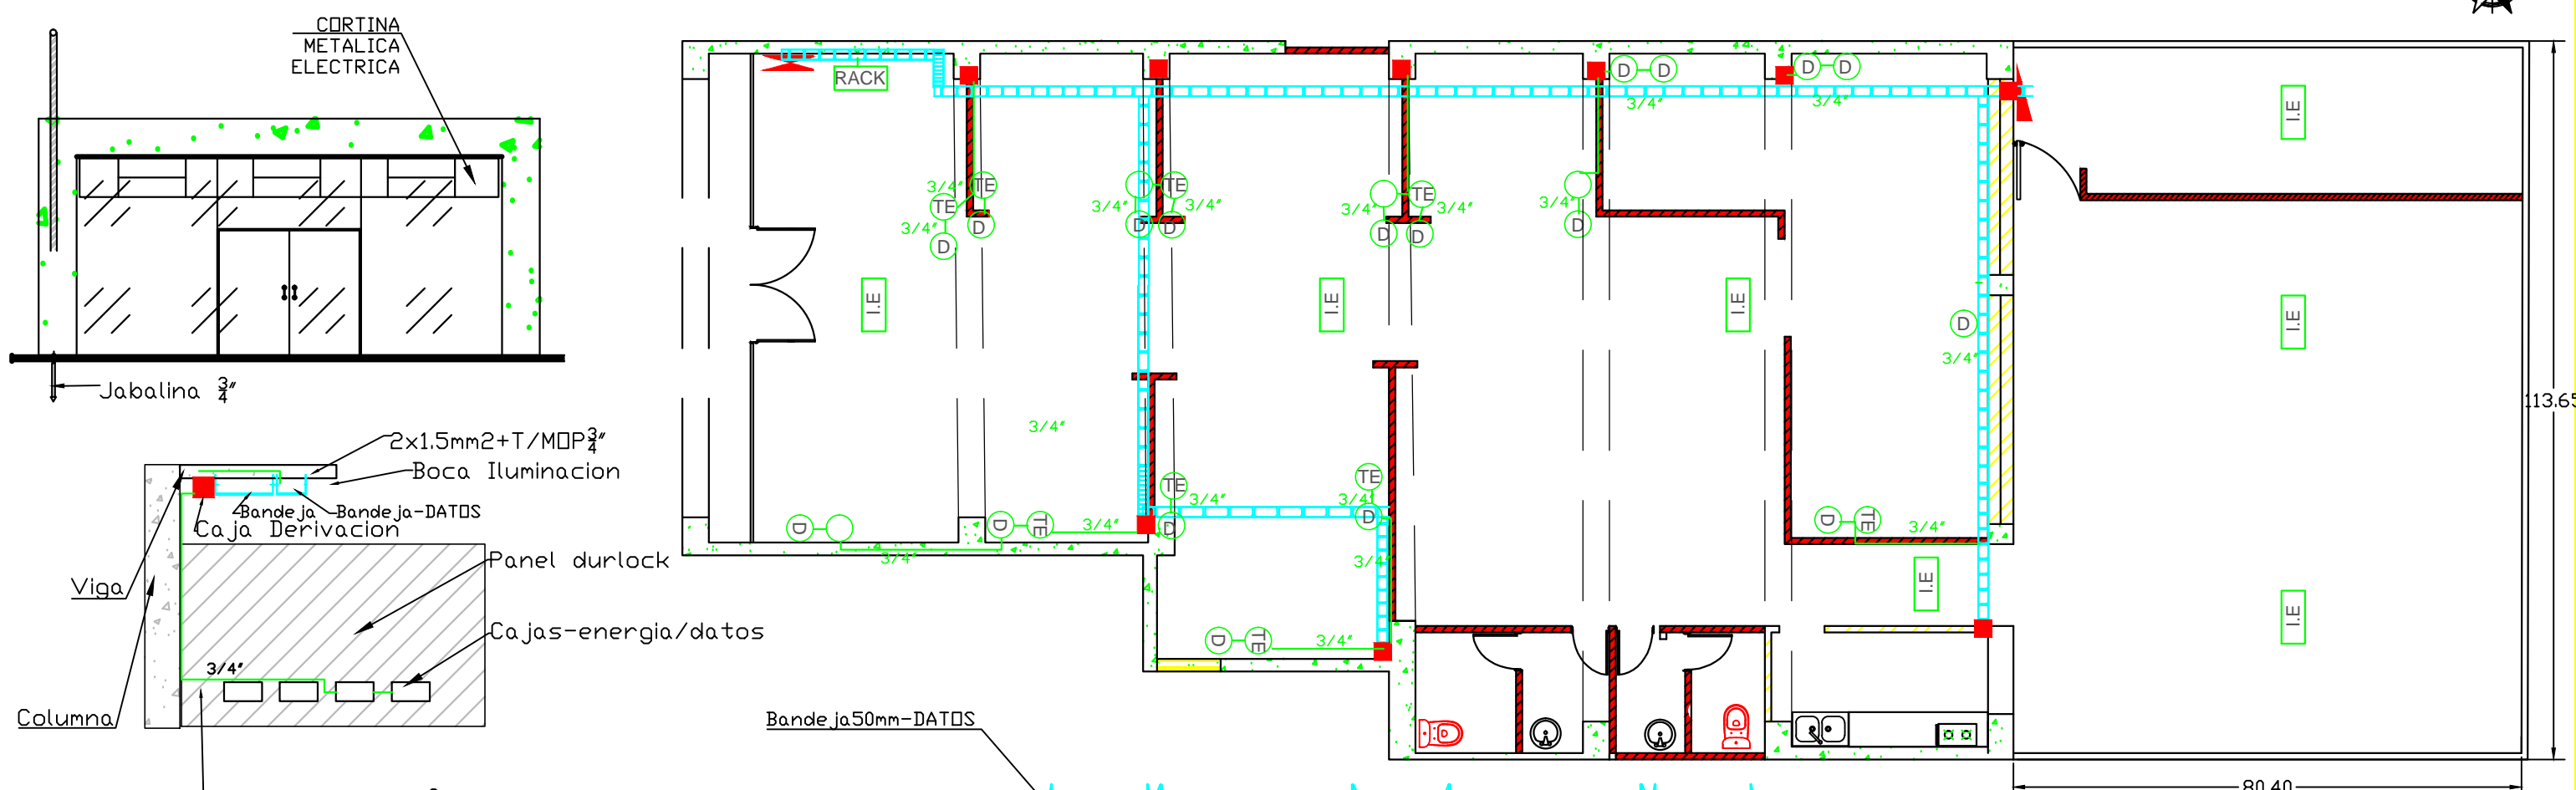 CORTINA
METALICA
ELECTRICA
Jabalina 3/4"
2x1.5mm2+T/MOP3/4"
Boca Iluminacion
Bandeja
Bandeja-DATOS
Caja Derivacion
Panel durlock
Viga
Cajas-energia/datos
3/4"
Columna
RACK
D
D
D
D
3/4"
3/4"
I.E
3/4"
TE
TE
3/4"
D
D
3/4"
TE
3/4"
D
D
3/4"
TE
3/4"
D
D
3/4"
D
I.E
I.E
I.E
I.E
D
3/4"
113.65
3/4"
TE
3/4"
D
TE
3/4"
D
D
D
TE
3/4"
3/4"
D
TE
3/4"
3/4"
I.E
I.E
D
TE
3/4"
Bandeja50mm-DATOS
80.40